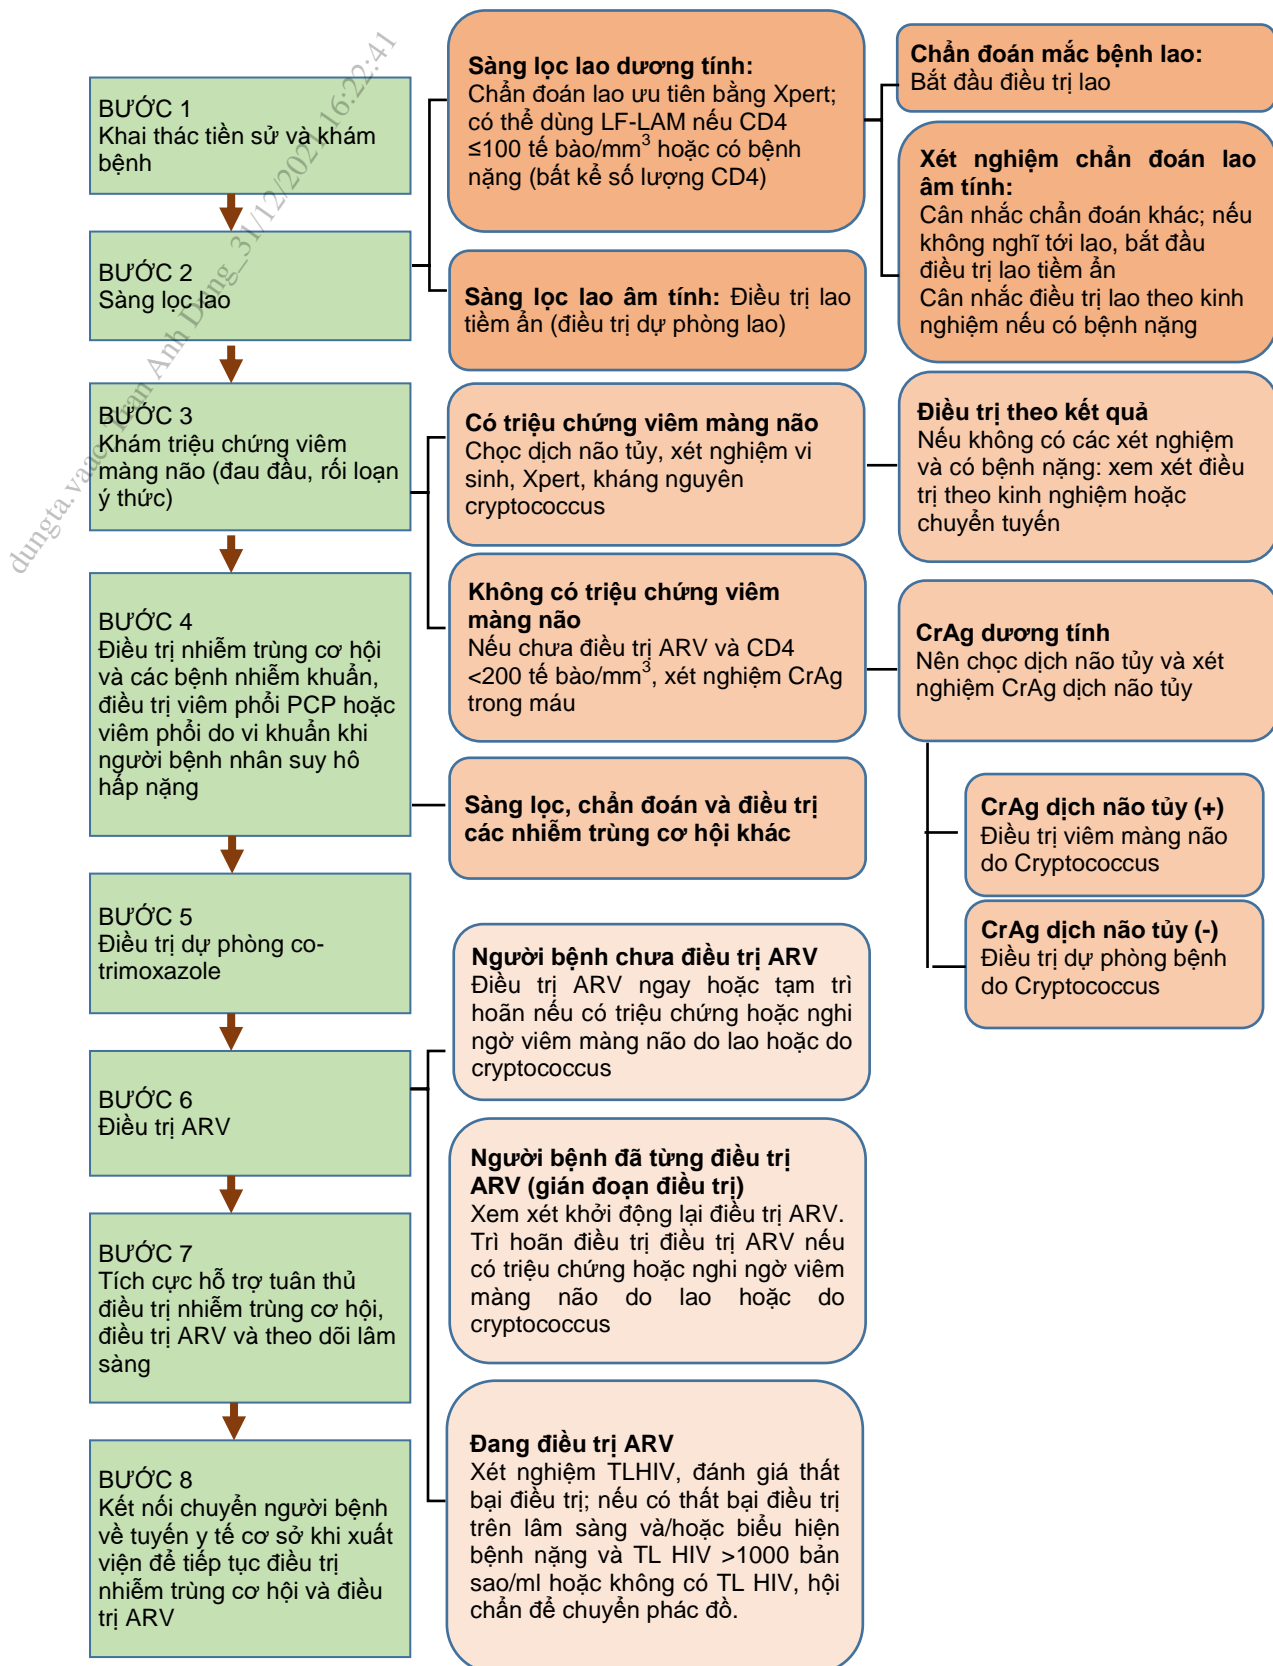 BƯỚC 1
Khai thác tiền sử và khám
bệnh
Sàng lọc lao dương tính:
Chẩn đoán lao ưu tiên bằng Xpert;
có thể dùng LF-LAM nếu CD4
≤100 tế bào/mm³ hoặc có bệnh
nặng (bất kể số lượng CD4)
Chẩn đoán mắc bệnh lao:
Bắt đầu điều trị lao
Xét nghiệm chẩn đoán lao
âm tính:
Cân nhắc chẩn đoán khác; nếu
không nghĩ tới lao, bắt đầu
điều trị lao tiềm ẩn
Cân nhắc điều trị lao theo kinh
nghiệm nếu có bệnh nặng
BƯỚC 2
Sàng lọc lao
Sàng lọc lao âm tính: Điều trị lao
tiềm ẩn (điều trị dự phòng lao)
BƯỚC 3
Khám triệu chứng viêm
màng não (đau đầu, rối loạn
ý thức)
Có triệu chứng viêm màng não
Chọc dịch não tủy, xét nghiệm vi
sinh, Xpert, kháng nguyên
cryptococcus
Điều trị theo kết quả
Nếu không có các xét nghiệm
và có bệnh nặng: xem xét điều
trị theo kinh nghiệm hoặc
chuyển tuyến
Không có triệu chứng viêm
màng não
Nếu chưa điều trị ARV và CD4
<200 tế bào/mm³, xét nghiệm CrAg
trong máu
CrAg dương tính
Nên chọc dịch não tủy và xét
nghiệm CrAg dịch não tủy
CrAg dịch não tủy (+)
Điều trị viêm màng não
do Cryptococcus
CrAg dịch não tủy (-)
Điều trị dự phòng bệnh
do Cryptococcus
BƯỚC 4
Điều trị nhiễm trùng cơ hội
và các bệnh nhiễm khuẩn,
điều trị viêm phổi PCP hoặc
viêm phổi do vi khuẩn khi
người bệnh nhân suy hô
hấp nặng
Sàng lọc, chẩn đoán và điều trị
các nhiễm trùng cơ hội khác
BƯỚC 5
Điều trị dự phòng co-
trimoxazole
BƯỚC 6
Điều trị ARV
Người bệnh chưa điều trị ARV
Điều trị ARV ngay hoặc tạm trì
hoãn nếu có triệu chứng hoặc nghi
ngờ viêm màng não do lao hoặc do
cryptococcus
Người bệnh đã từng điều trị
ARV (gián đoạn điều trị)
Xem xét khởi động lại điều trị ARV.
Trì hoãn điều trị điều trị ARV nếu
có triệu chứng hoặc nghi ngờ viêm
màng não do lao hoặc do
cryptococcus
Đang điều trị ARV
Xét nghiệm TLHIV, đánh giá thất
bại điều trị; nếu có thất bại điều trị
trên lâm sàng và/hoặc biểu hiện
bệnh nặng và TL HIV >1000 bản
sao/ml hoặc không có TL HIV, hội
chẩn để chuyển phác đồ.
BƯỚC 7
Tích cực hỗ trợ tuân thủ
điều trị nhiễm trùng cơ hội,
điều trị ARV và theo dõi lâm
sàng
BƯỚC 8
Kết nối chuyển người bệnh
về tuyến y tế cơ sở khi xuất
viện để tiếp tục điều trị
nhiễm trùng cơ hội và điều
trị ARV
Anh Dung_31/12/2021 16:22:41